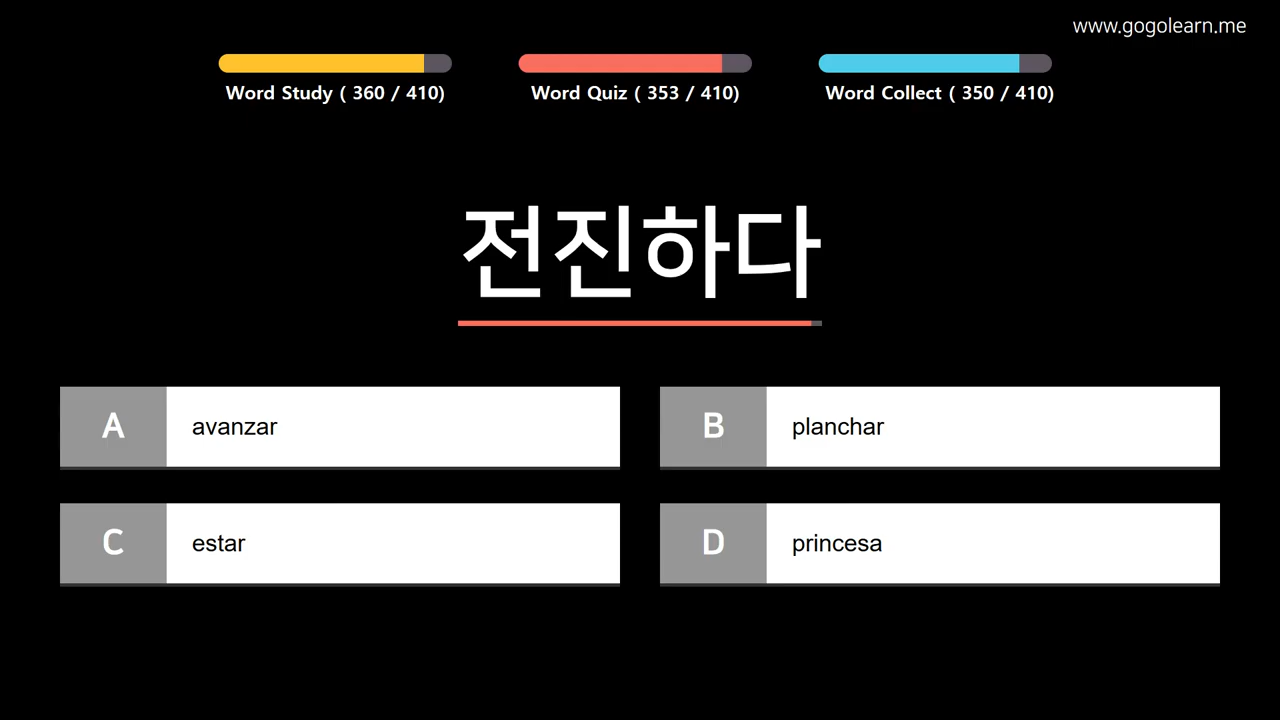 www.gogolearn.me
Word Study ( 360 / 410)
Word Quiz ( 353 / 410)
Word Collect ( 350 / 410)
전진하다
A avanzar
B planchar
C estar
D princesa